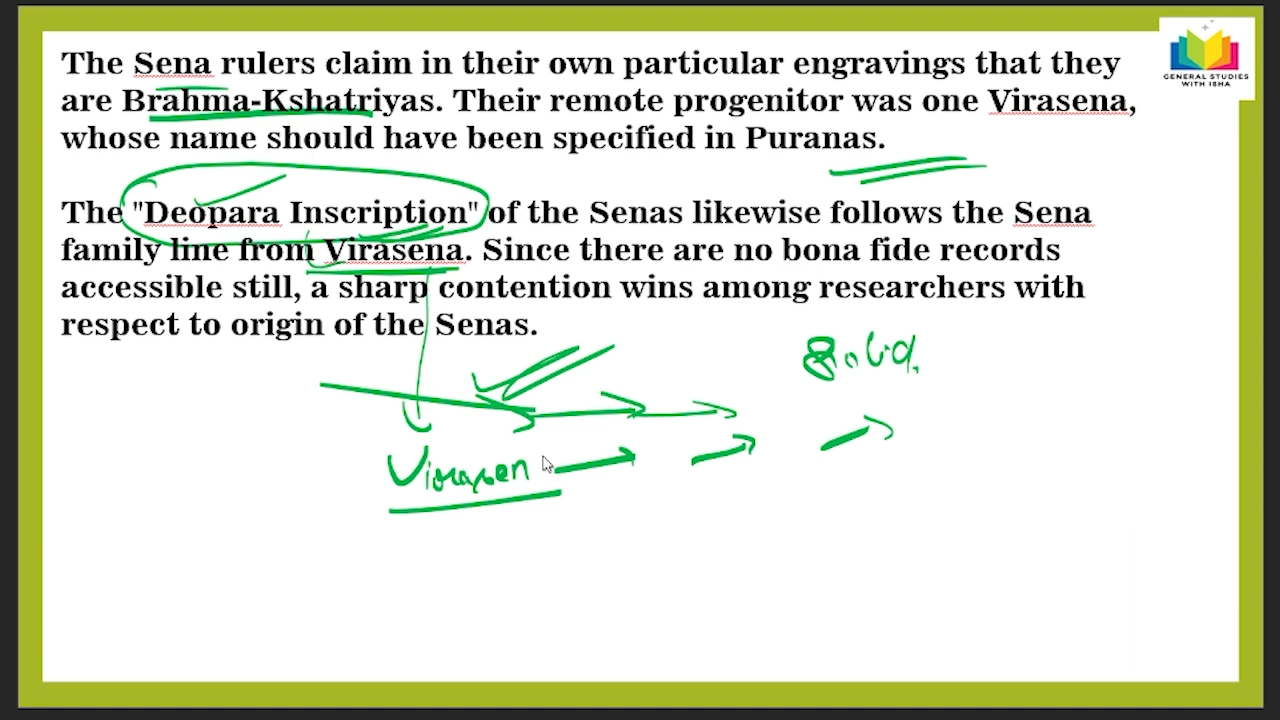 The Sena rulers claim in their own particular engravings that they
are Brahma-Kshatriyas. Their remote progenitor was one Virasena,
whose name should have been specified in Puranas.
The "Deopara Inscription" of the Senas likewise follows the Sena
family line from Virasena. Since there are no bona fide records
accessible still, a sharp contention wins among researchers with
respect to origin of the Senas.
Virasen
GENERAL STUDIES
WITH ISHA